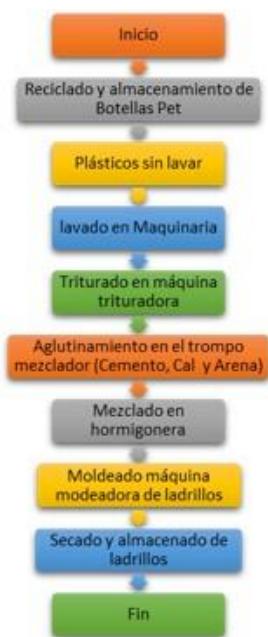 Inicio
Reciclado y almacenamiento de
Botellas Pet
Plásticos sin lavar
lavado en Maquinaria
Triturado en máquina
trituradora
Aglutinamiento en el trompo
mezclador (Cemento, Cal y Arena)
Mezclado en
hormigonera
Moldeado máquina
modeadora de ladrillos
Secado y almacenado de
ladrillos
Fin